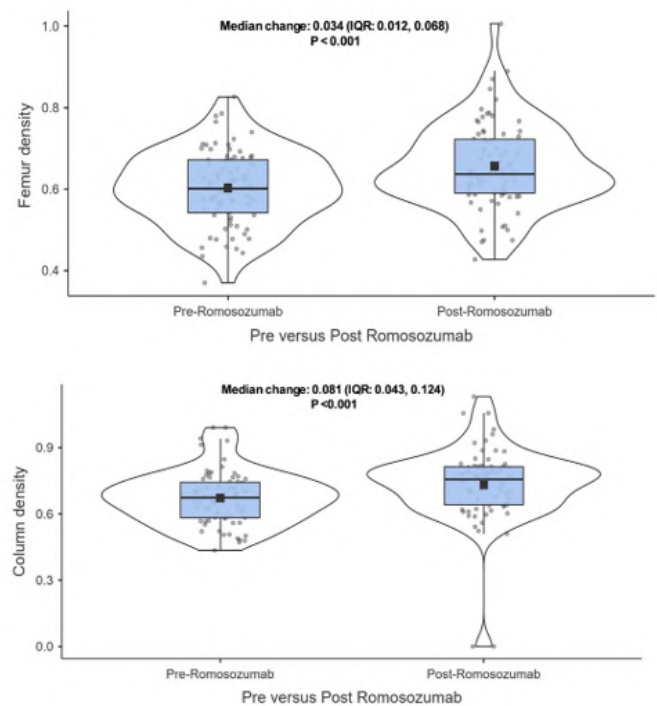 Median change: 0.034 (IQR: 0.012, 0.068)
P < 0.001
1.0
0.8
0.6
0.4
Femur density
Pre-Romosozumab
Post-Romosozumab
Pre versus Post Romosozumab
Median change: 0.081 (IQR: 0.043, 0.124)
P <0.001
0.9
0.6
0.3
0.0
Column density
Pre-Romosozumab
Post-Romosozumab
Pre versus Post Romosozumab